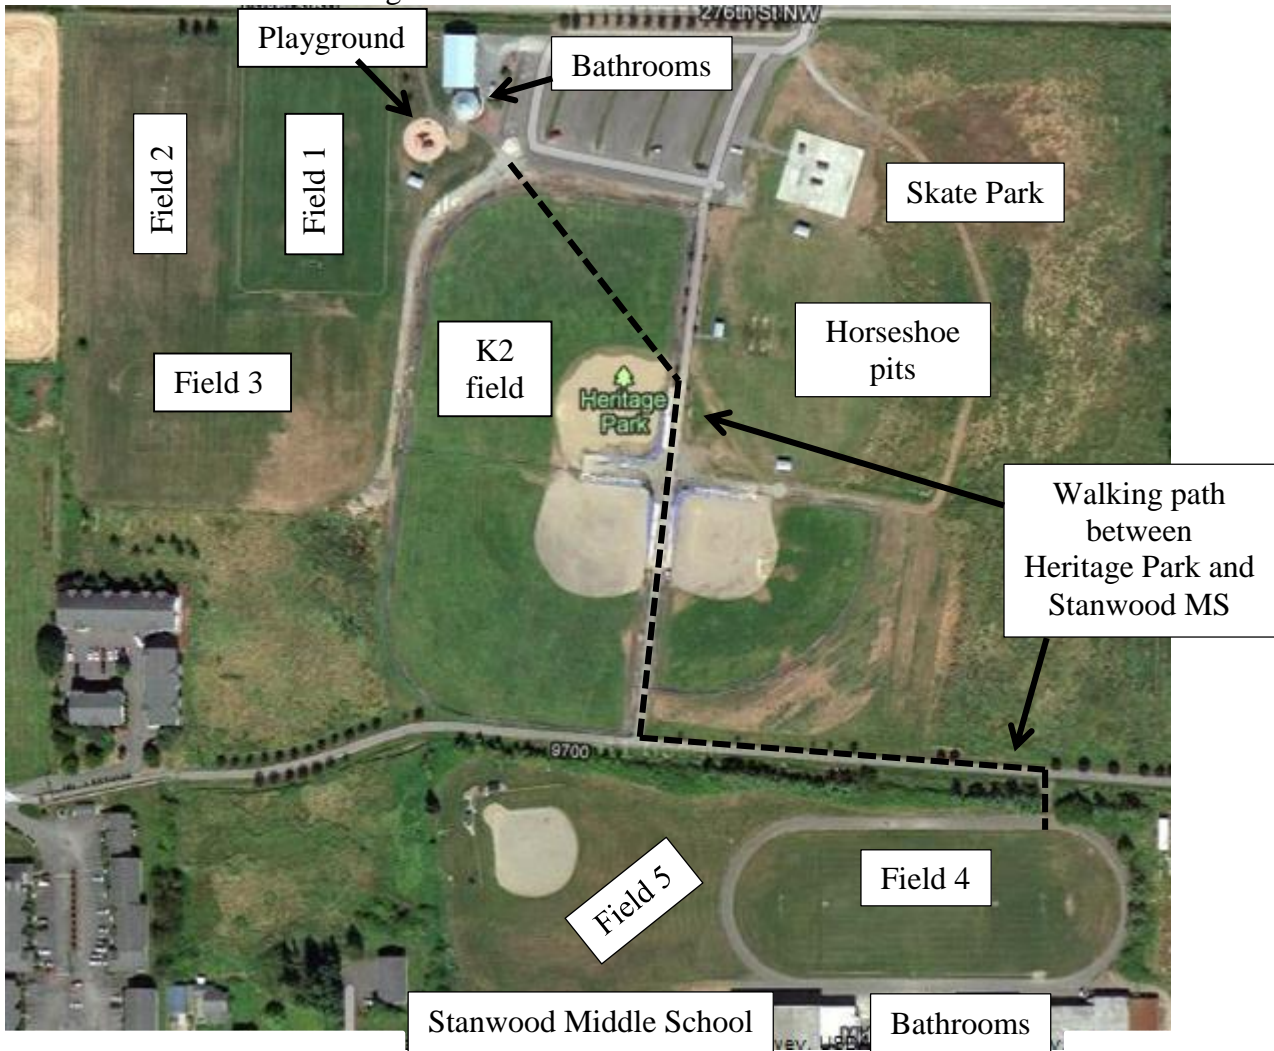 276th St NW
Playground
Bathrooms
Field 2
Field 1
Skate Park
K2
field
Horseshoe
pits
Field 3
Heritage
Park
Walking path
between
Heritage Park and
Stanwood MS
9700
Field 5
Field 4
Stanwood Middle School
Bathrooms